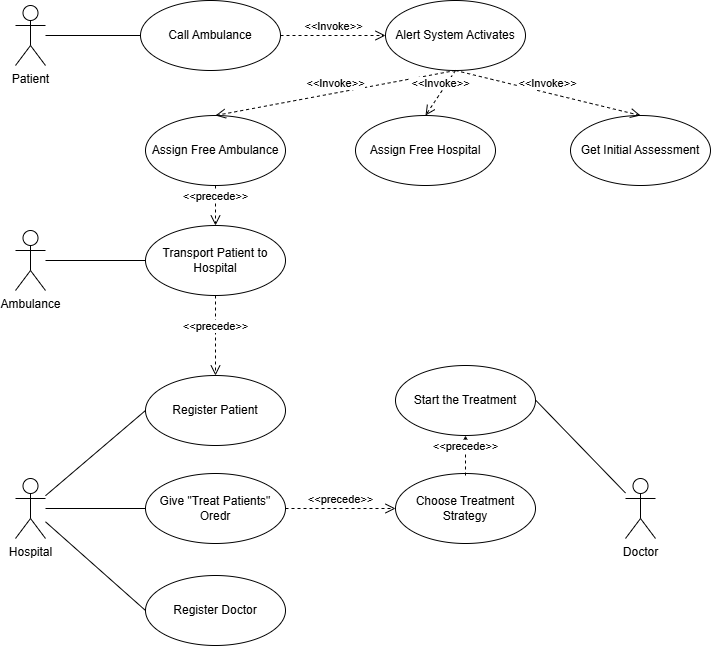 Call Ambulance
<<Invoke>>
Alert System Activates
Patient
<<Invoke>>
<<Invoke>>
<<Invoke>>
Assign Free Ambulance
Assign Free Hospital
Get Initial Assessment
<<precede>>
Transport Patient to
Hospital
Ambulance
<<precede>>
Register Patient
Start the Treatment
<<precede>>
Give "Treat Patients"
Oredr
<<precede>>
Choose Treatment
Strategy
Hospital
Doctor
Register Doctor